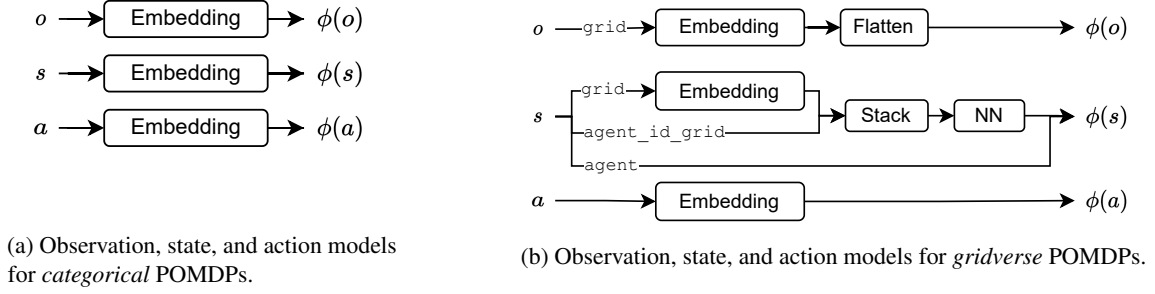 o Embedding ϕ(o)
s Embedding ϕ(s)
a Embedding ϕ(a)
(a) Observation, state, and action models
for categorical POMDPs.
o grid Embedding Flatten ϕ(o)
grid Embedding
s agent_id_grid Stack NN ϕ(s)
agent
a Embedding ϕ(a)
(b) Observation, state, and action models for gridverse POMDPs.